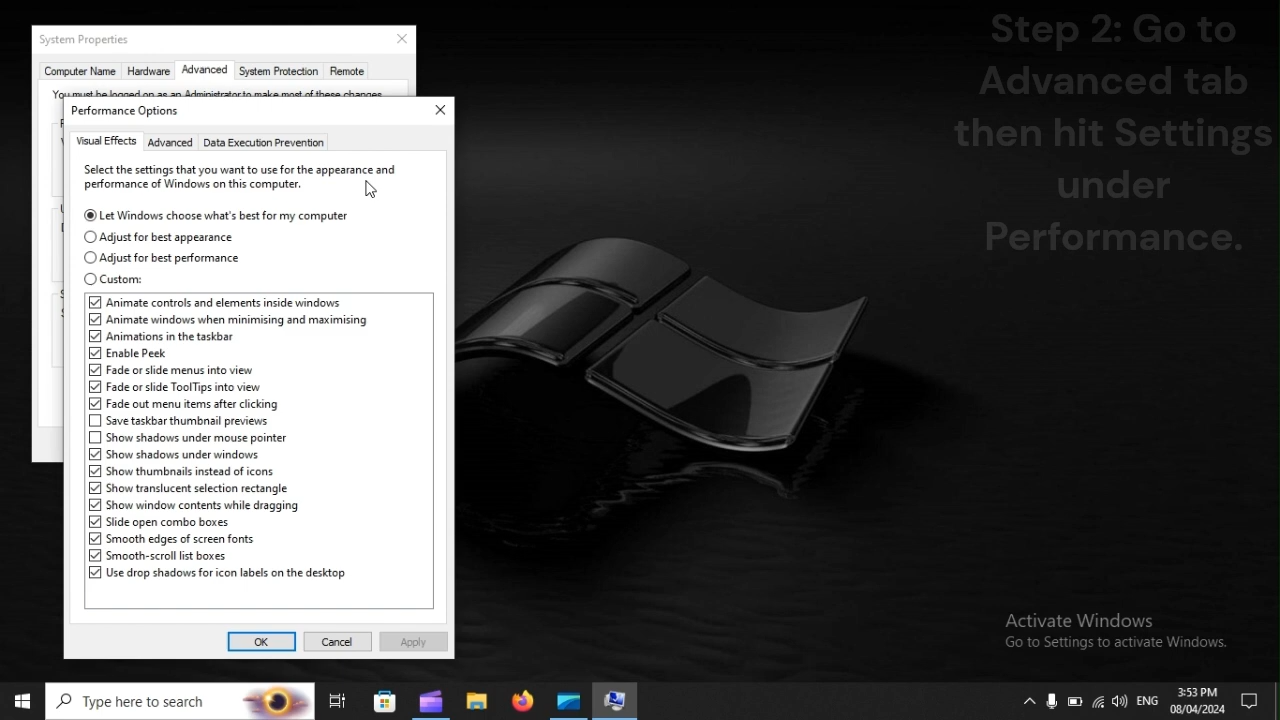 System Properties
Computer Name
Hardware
Advanced
System Protection
Remote
You must be logged on as an Administrator to make most of these changes.
Performance Options
Visual Effects
Advanced
Data Execution Prevention
Select the settings that you want to use for the appearance and
performance of Windows on this computer.
Let Windows choose what's best for my computer
Adjust for best appearance
Adjust for best performance
Custom:
Animate controls and elements inside windows
Animate windows when minimising and maximising
Animations in the taskbar
Enable Peek
Fade or slide menus into view
Fade or slide ToolTips into view
Fade out menu items after clicking
Save taskbar thumbnail previews
Show shadows under mouse pointer
Show shadows under windows
Show thumbnails instead of icons
Show translucent selection rectangle
Show window contents while dragging
Slide open combo boxes
Smooth edges of screen fonts
Smooth-scroll list boxes
Use drop shadows for icon labels on the desktop
OK
Cancel
Apply
Step 2: Go to
Advanced tab
then hit Settings
under
Performance.
Activate Windows
Go to Settings to activate Windows.
Type here to search
ENG
3:53 PM
08/04/2024